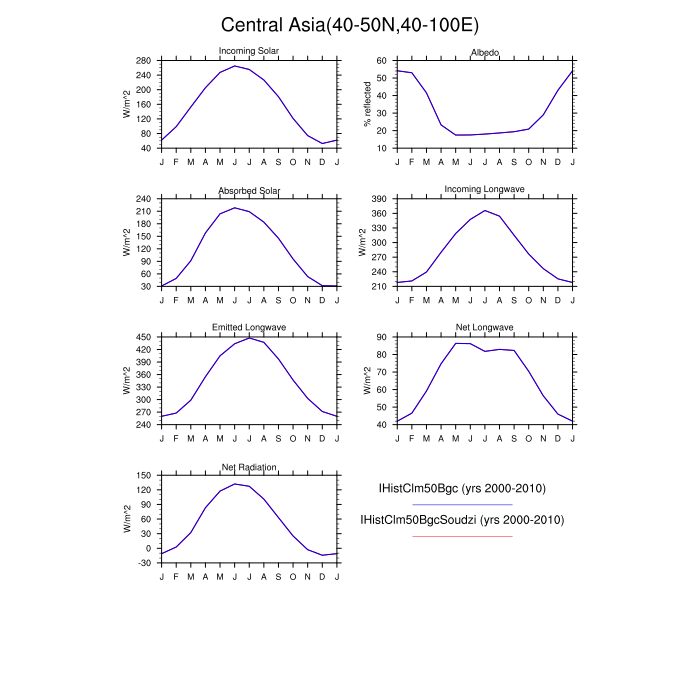 Central Asia(40-50N,40-100E)
Incoming Solar
W/m^2
280
240
200
160
120
80
40
J F M A M J J A S O N D J
Albedo
% reflected
60
50
40
30
20
10
J F M A M J J A S O N D J
Absorbed Solar
W/m^2
240
210
180
150
120
90
60
30
J F M A M J J A S O N D J
Incoming Longwave
W/m^2
390
360
330
300
270
240
210
J F M A M J J A S O N D J
Emitted Longwave
W/m^2
450
420
390
360
330
300
270
240
J F M A M J J A S O N D J
Net Longwave
W/m^2
90
80
70
60
50
40
J F M A M J J A S O N D J
Net Radiation
W/m^2
150
120
90
60
30
0
-30
J F M A M J J A S O N D J
IHistClm50Bgc (yrs 2000-2010)
IHistClm50BgcSoudzi (yrs 2000-2010)